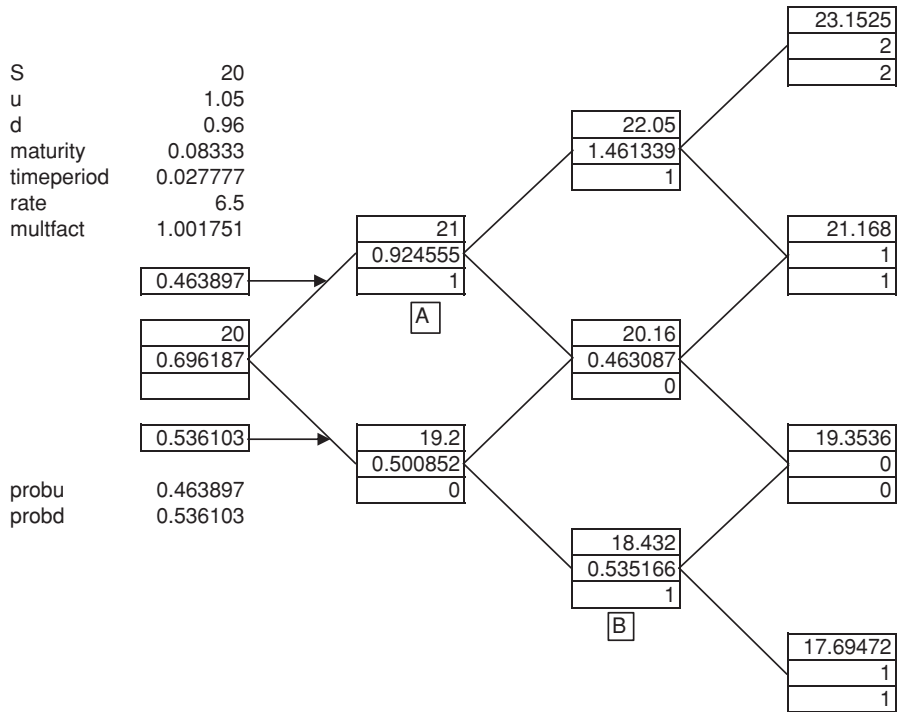 S 20
u 1.05
d 0.96
maturity 0.08333
timeperiod 0.027777
rate 6.5
multfact 1.001751
0.463897
20
0.696187
0.536103
probu 0.463897
probd 0.536103
21
0.924555
1
A
19.2
0.500852
0
22.05
1.461339
1
20.16
0.463087
0
18.432
0.535166
1
B
23.1525
2
2
21.168
1
1
19.3536
0
0
17.69472
1
1